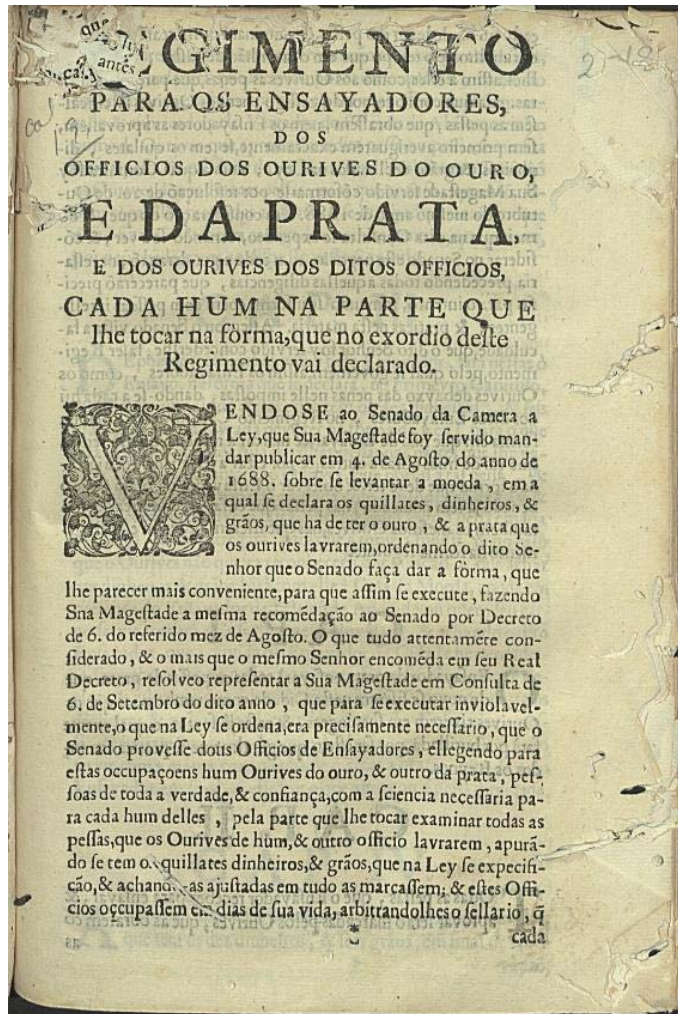 REGIMENTO
PARA OS ENSAYADORES,
DOS
OFFICIOS DOS OURIVES DO OURO,
E DA PRATA,
E DOS OURIVES DOS DITOS OFFICIOS,
CADA HUM NA PARTE QUE
lhe tocar na fòrma,que no exordio deſte
Regimento vai declarado.
VENDOSE ao Senado da Camera a
Ley,que Sua Mageſtade foy ſervido man-
dar publicar em 4. de Agoſto do anno de
1688. ſobre ſe levantar a moeda , em a
qual ſe declara os quillates, dinheiros, &
grãos, que ha de ter o ouro , & a prata que
os ourives lavrarem,ordenando o dito Se-
nhor que o Senado faça dar a fòrma, que
lhe parecer mais conveniente,para que aſſim ſe execute, fazendo
Sna Mageſtade a meſma recomẽdação ao Senado por Decreto
de 6. do referido mez de Agoſto. O que tudo attentamẽte con-
ſiderado, & o mais que o meſmo Senhor encomẽda em ſeu Real
Decreto, reſolveo repreſentar a Sua Mageſtade em Conſulta de
6. de Setembro do dito anno , que para ſe executar inviolavel-
mente,o que na Ley ſe ordena,era preciſamente neceſſario, que o
Senado proveſſe dous Officios de Enſayadores, ellegendo para
eſtas occupaçoens hum Ourives do ouro, & outro da prata, peſ-
ſoas de toda a verdade,& confiança,com a ſciencia neceſſaria pa-
ra cada hum delles , pela parte que lhe tocar examinar todas as
peſſas,que os Ourives de hũm,& outro officio lavrarem, apurã-
do ſe tem os quillates dinheiros,& grãos,que na Ley ſe expecifi-
cão,& achando-as ajuſtadas em tudo as marcaſſem; & eſtes Offi-
cios occupaſſem em dias de ſua vida, arbitrandolhes o ſellario, q̃
*
cada